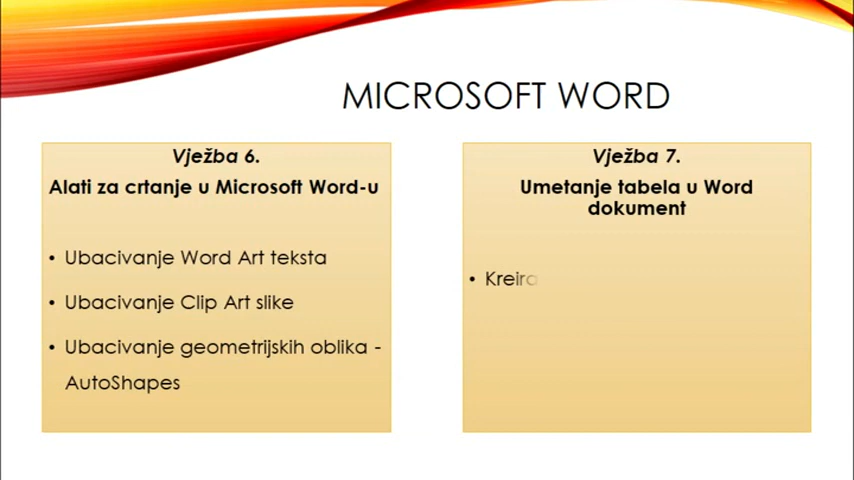 MICROSOFT WORD
Vježba 6.
Alati za crtanje u Microsoft Word-u
• Ubacivanje Word Art teksta
• Ubacivanje Clip Art slike
• Ubacivanje geometrijskih oblika -
AutoShapes
Vježba 7.
Umetanje tabela u Word
dokument
• Kreira